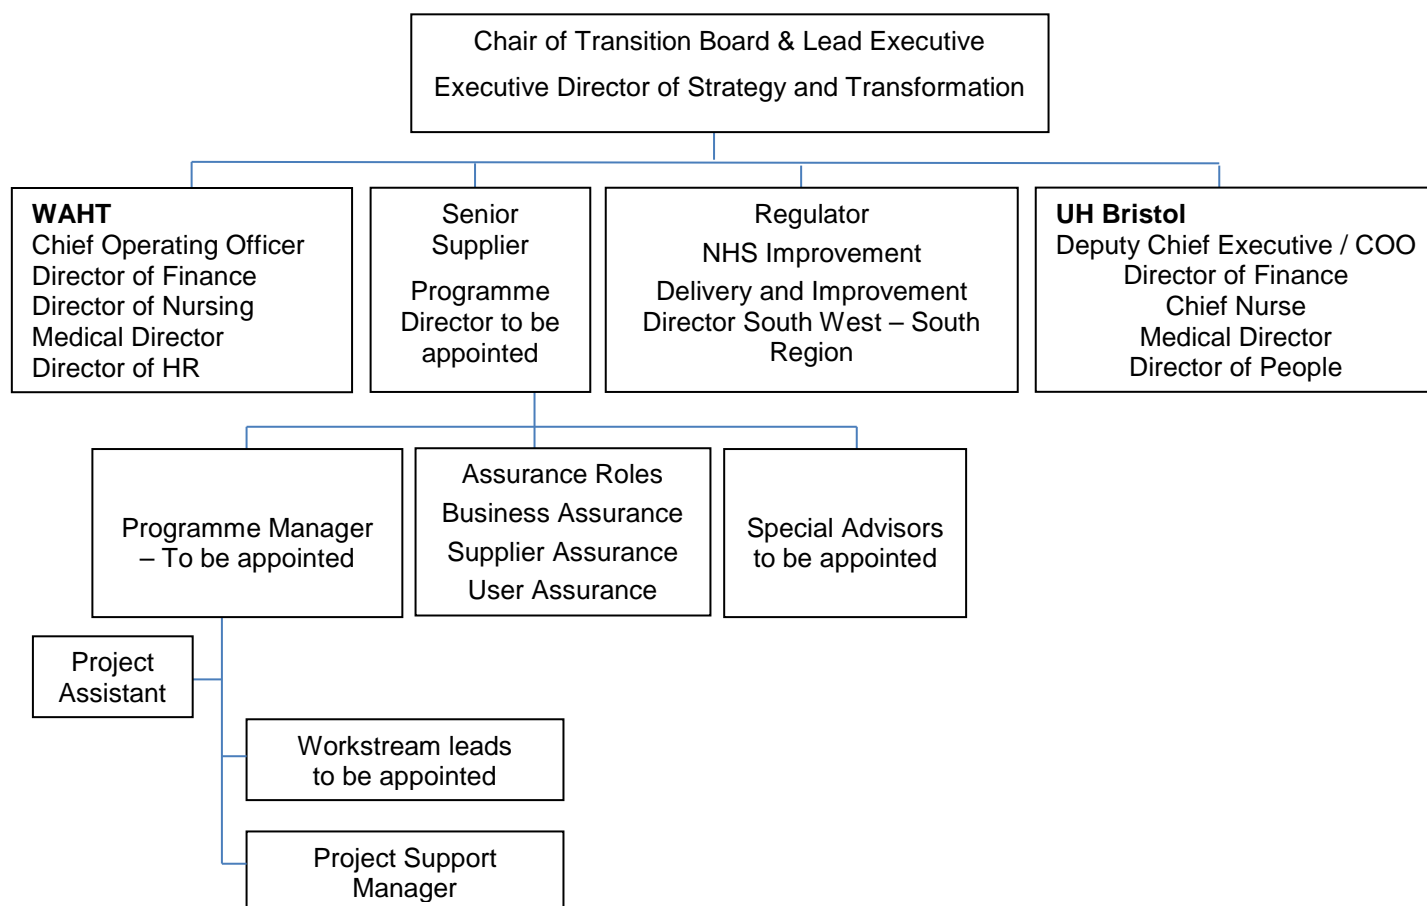 Chair of Transition Board & Lead Executive
Executive Director of Strategy and Transformation
WAHT
Chief Operating Officer
Director of Finance
Director of Nursing
Medical Director
Director of HR
Senior
Supplier
Programme
Director to be
appointed
Regulator
NHS Improvement
Delivery and Improvement
Director South West – South
Region
UH Bristol
Deputy Chief Executive / COO
Director of Finance
Chief Nurse
Medical Director
Director of People
Programme Manager
– To be appointed
Assurance Roles
Business Assurance
Supplier Assurance
User Assurance
Special Advisors
to be appointed
Project
Assistant
Workstream leads
to be appointed
Project Support
Manager